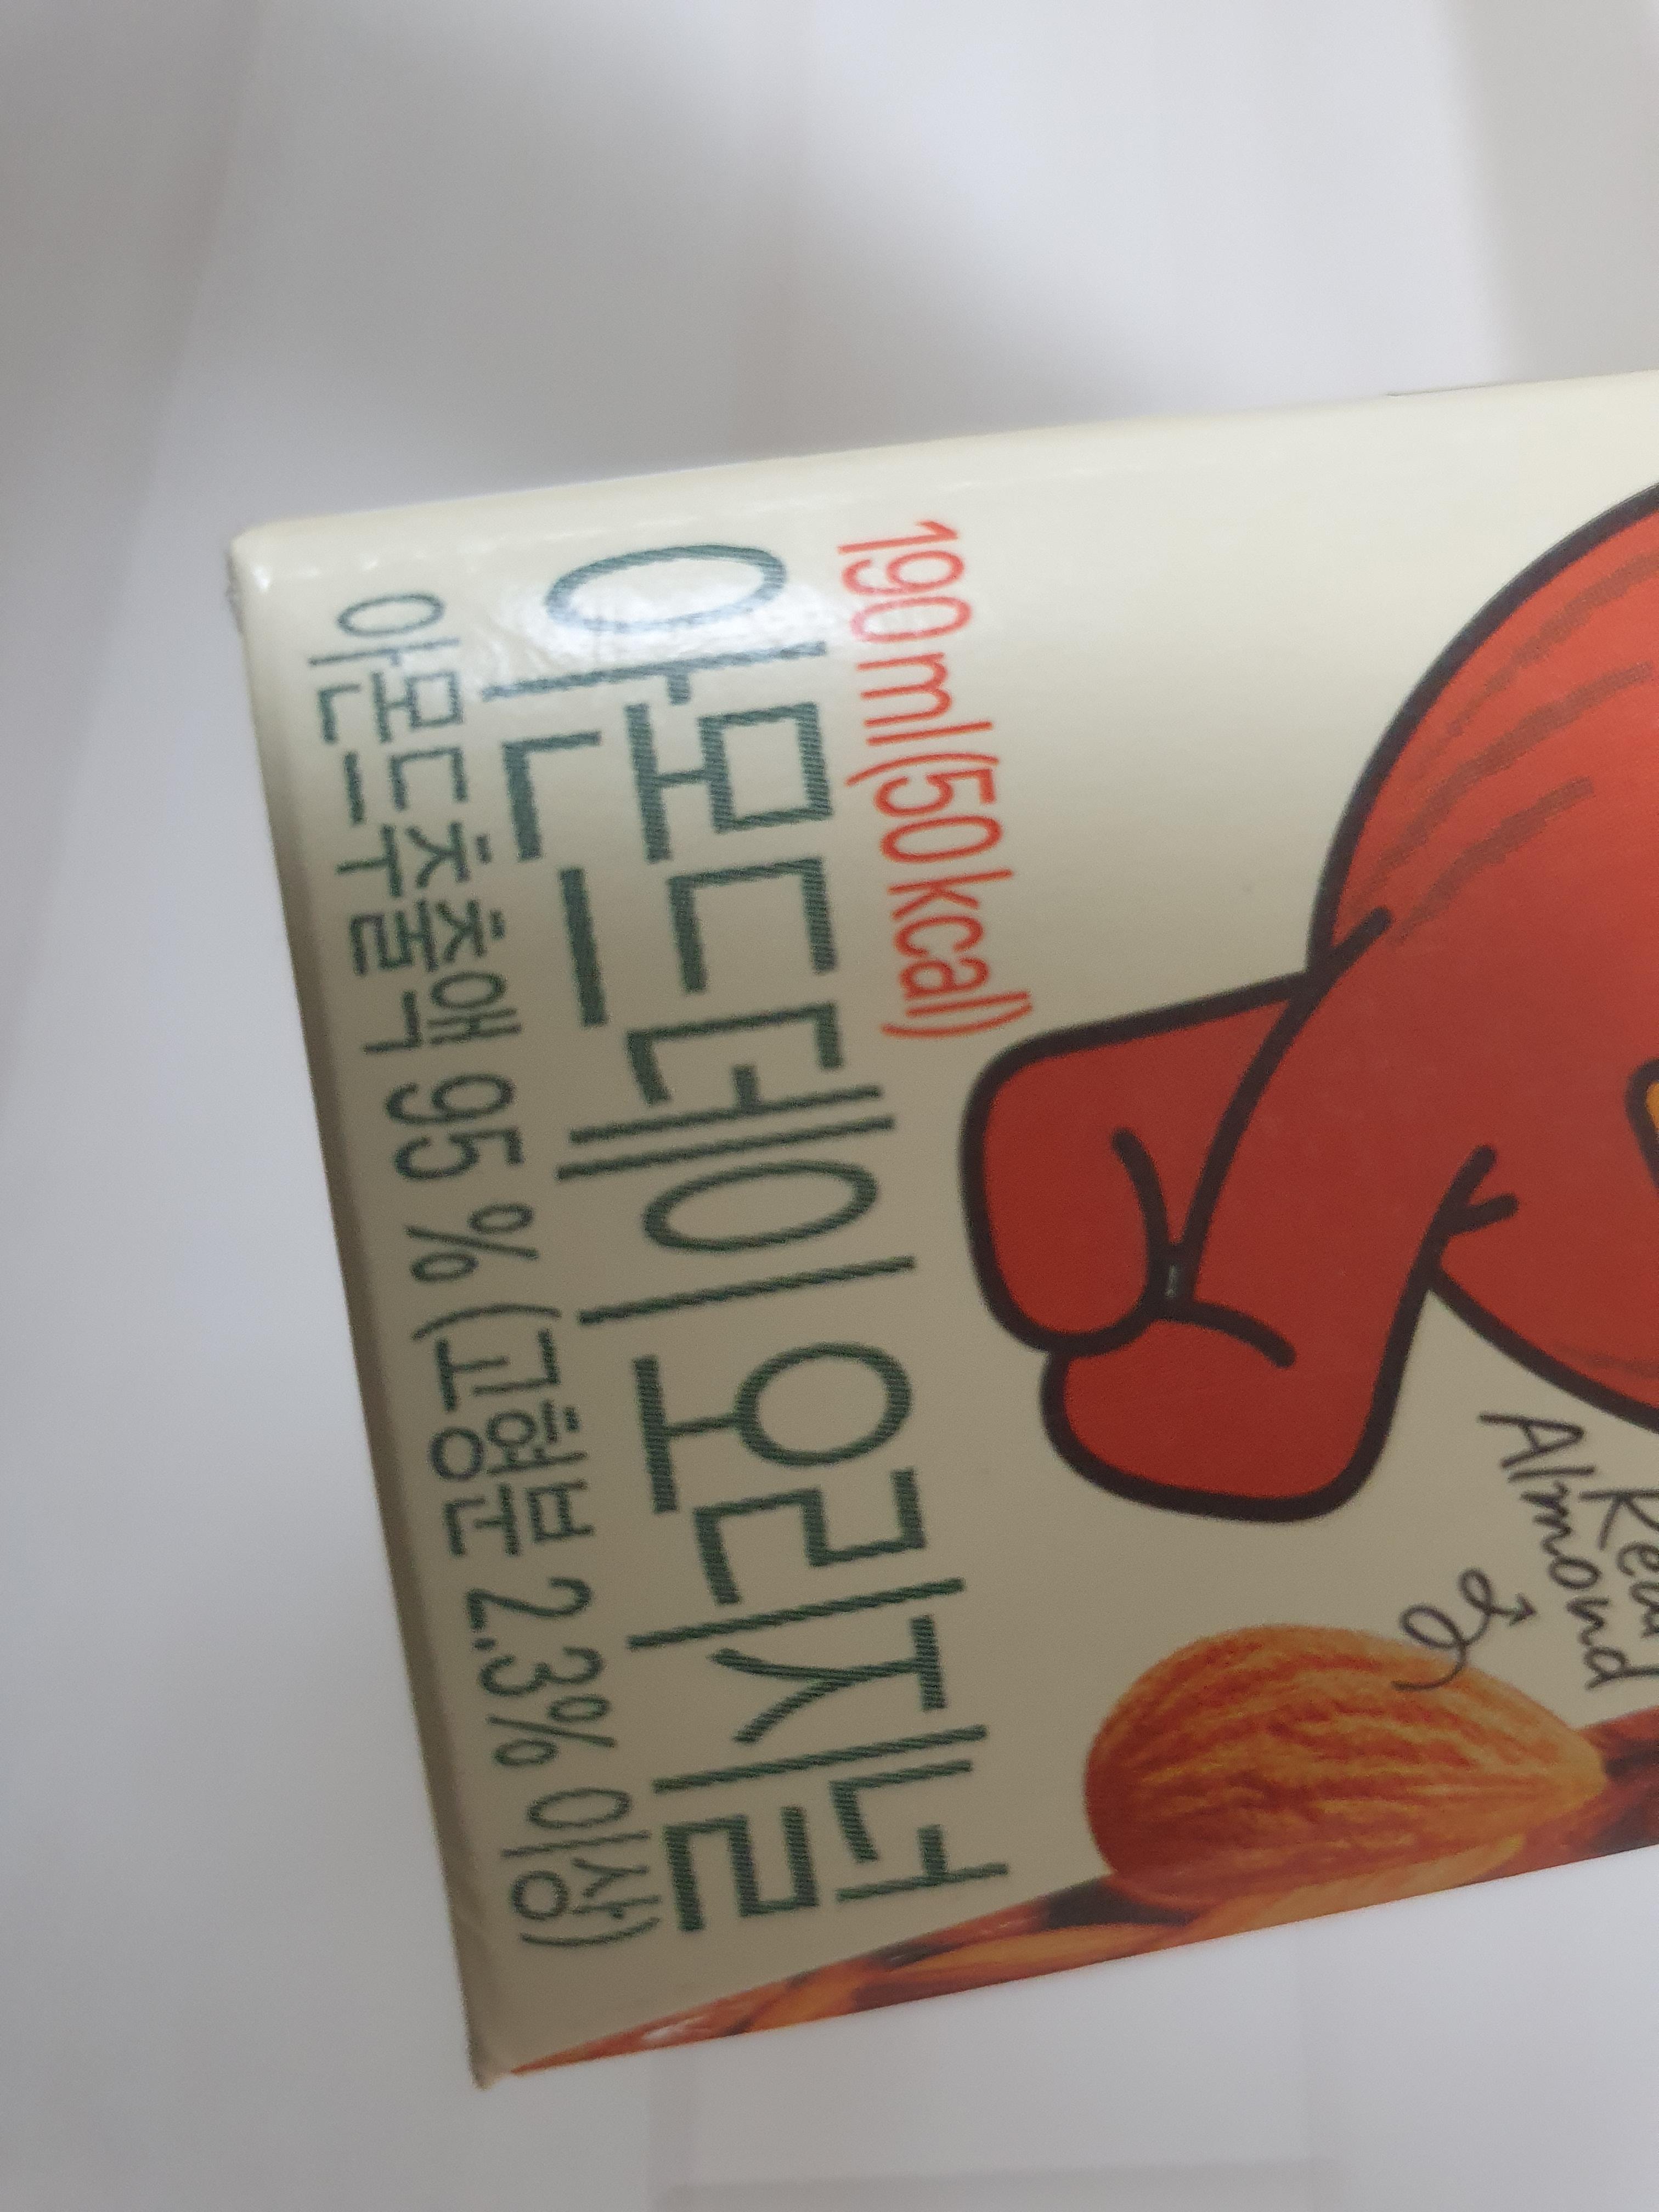 190 ml (50 kcal)
아몬드데이 오리지널
아몬드추출액 95 % (고형분 2.3% 이상)
Real
Almond